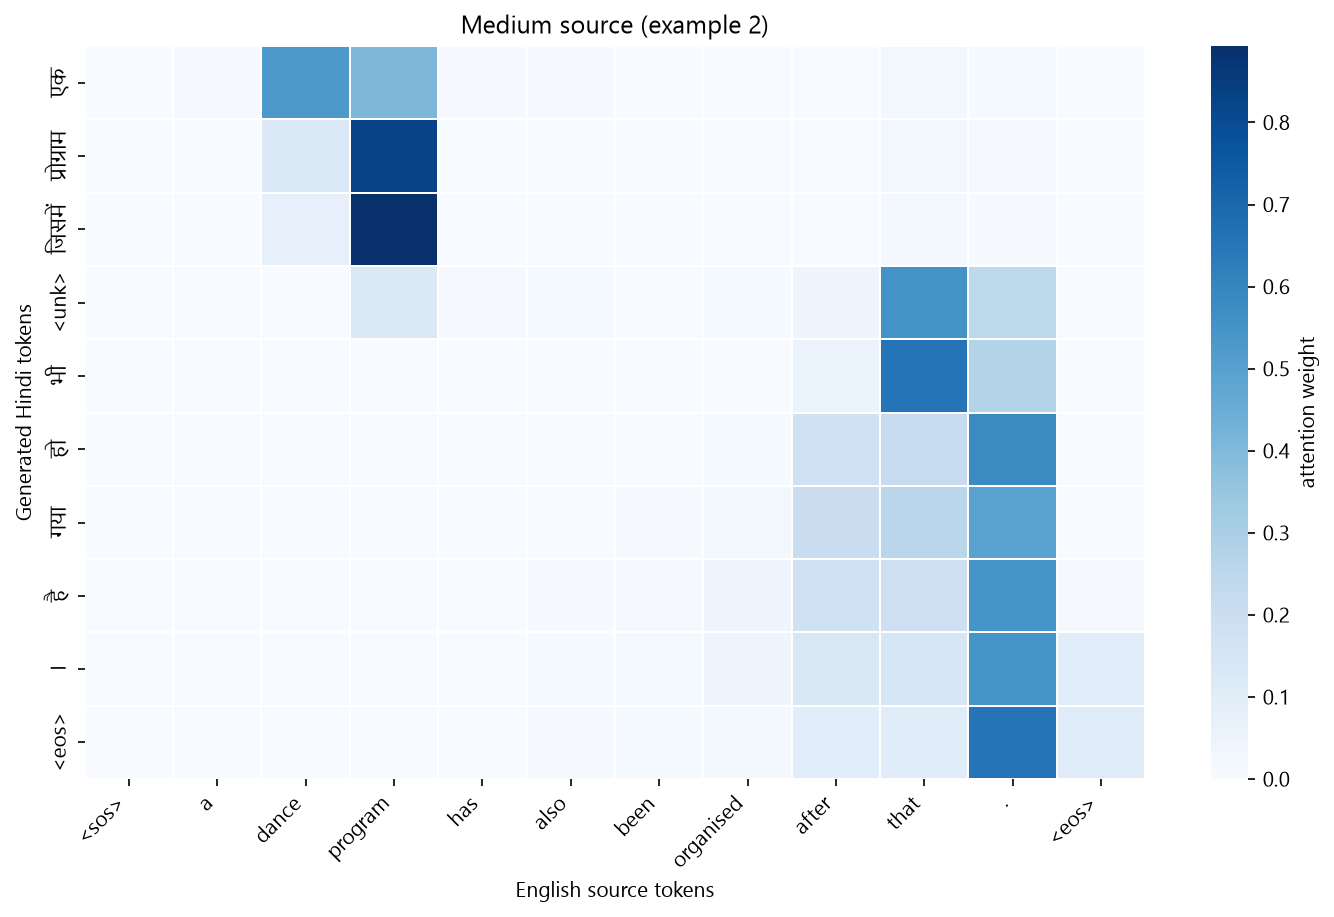 Medium source (example 2)
Generated Hindi tokens
जिसमें
<unk>
भी
है
।
<eos>
<sos>
a
dance
program
has
also
been
organised
after
that
.
<eos>
English source tokens
0.8
0.7
0.6
0.5
0.4
0.3
0.2
0.1
0.0
attention weight